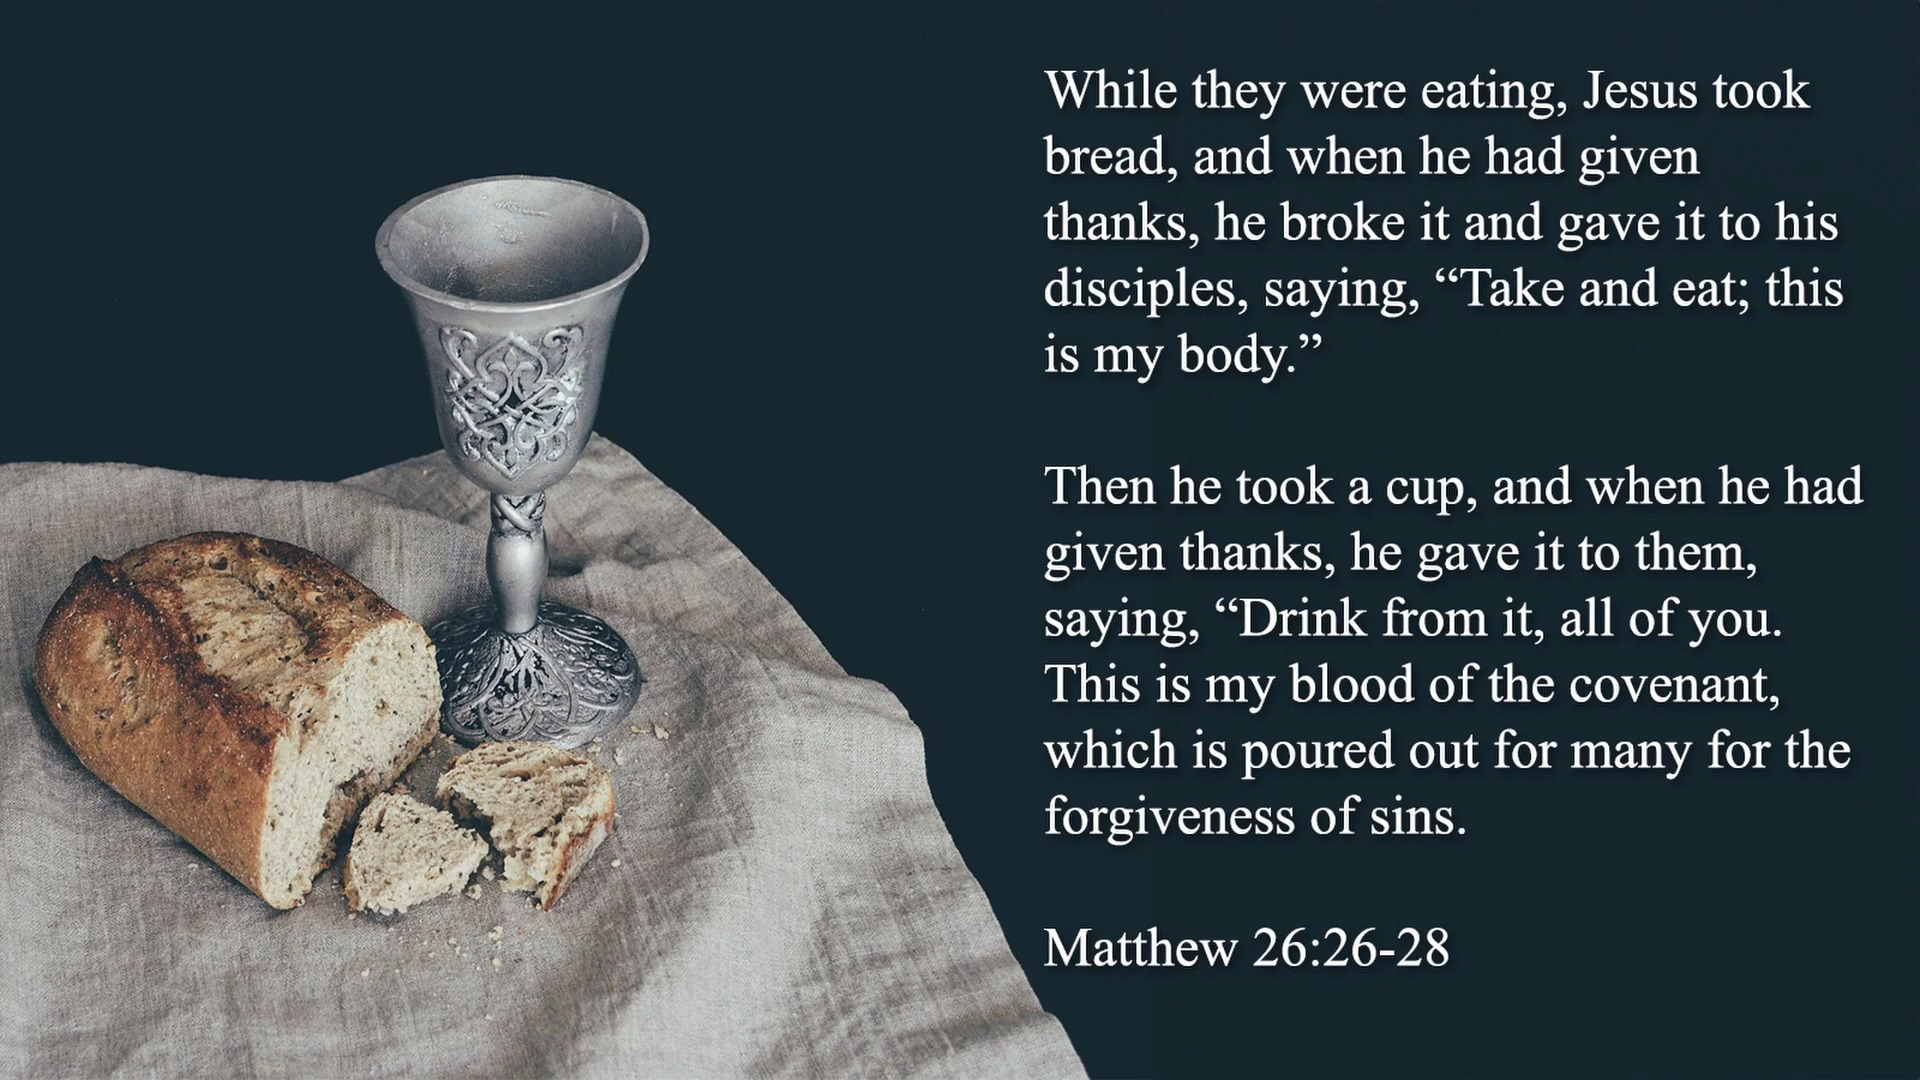 While they were eating, Jesus took
bread, and when he had given
thanks, he broke it and gave it to his
disciples, saying, “Take and eat; this
is my body.”
Then he took a cup, and when he had
given thanks, he gave it to them,
saying, “Drink from it, all of you.
This is my blood of the covenant,
which is poured out for many for the
forgiveness of sins.
Matthew 26:26-28